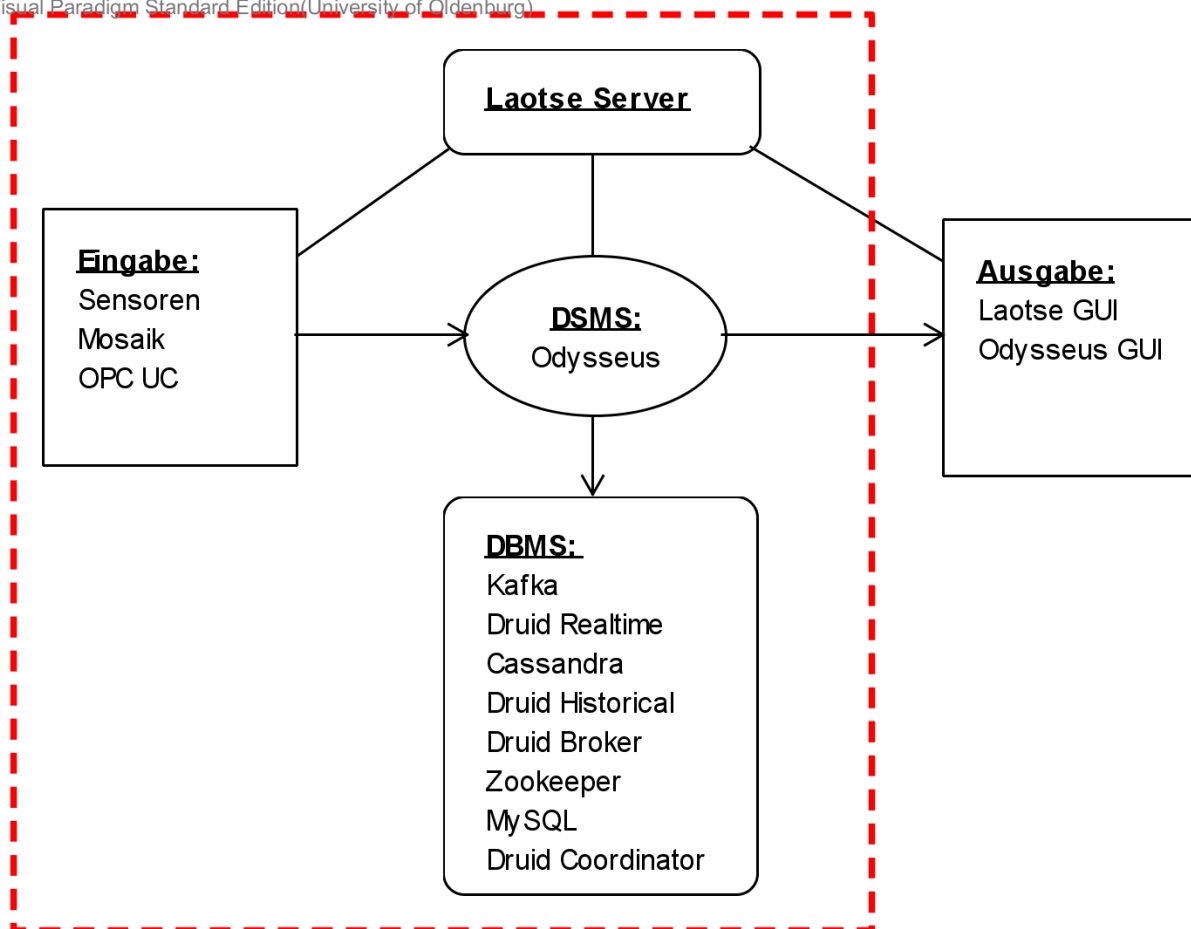 isual Paradigm Standard Edition(University of Oldenburg)
Laotse Server
Eingabe:
Sensoren
Mosaik
OPC UC
DSMS:
Odysseus
Ausgabe:
Laotse GUI
Odysseus GUI
DBMS:
Kafka
Druid Realtime
Cassandra
Druid Historical
Druid Broker
Zookeeper
MySQL
Druid Coordinator